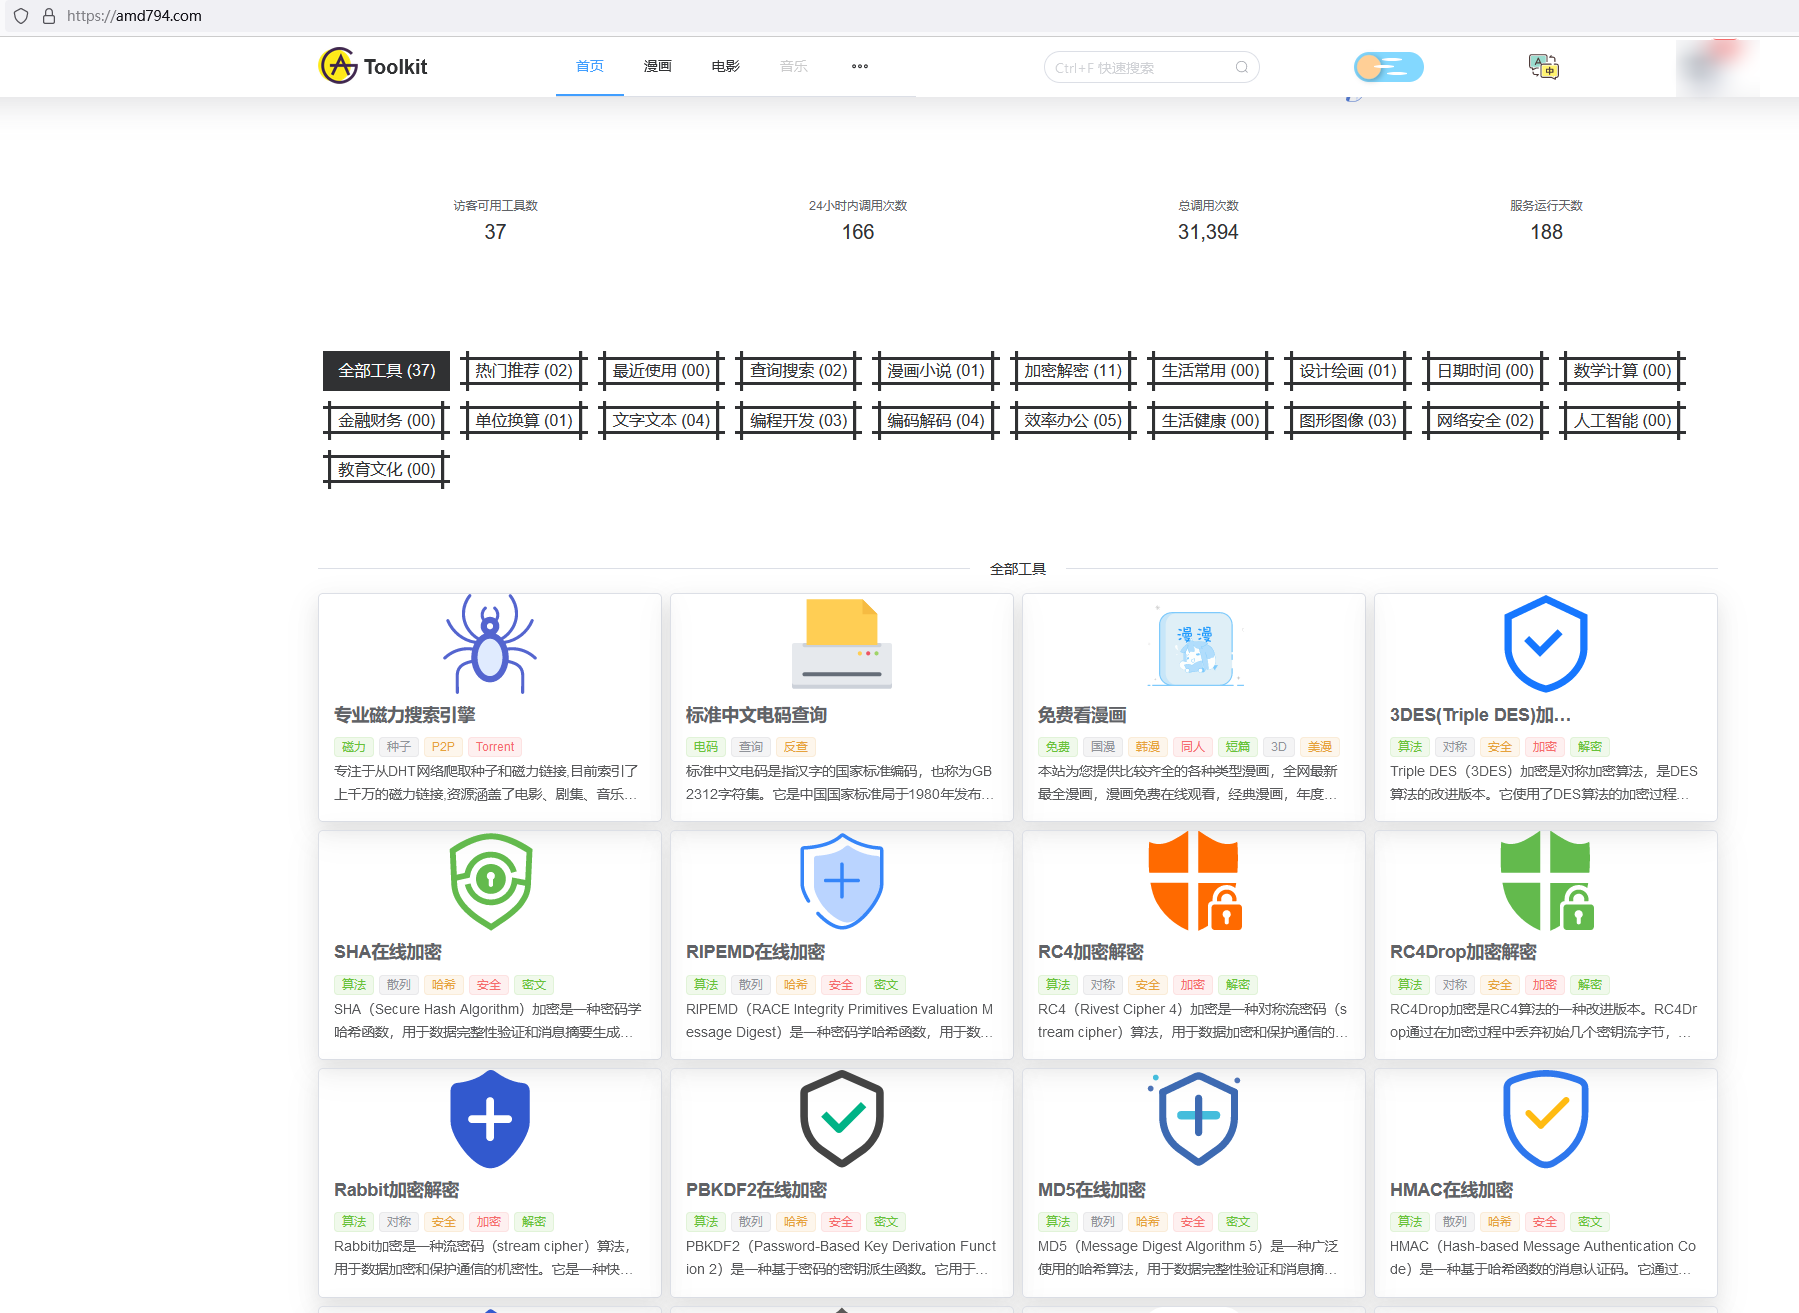 https://amd794.com
Toolkit
首页
漫画
电影
音乐
Ctrl+F 快速搜索
A
中
访客可用工具数
37
24小时内调用次数
166
总调用次数
31,394
服务运行天数
188
全部工具 (37)
热门推荐 (02)
最近使用 (00)
查询搜索 (02)
漫画小说 (01)
加密解密 (11)
生活常用 (00)
设计绘画 (01)
日期时间 (00)
数学计算 (00)
金融财务 (00)
单位换算 (01)
文字文本 (04)
编程开发 (03)
编码解码 (04)
效率办公 (05)
生活健康 (00)
图形图像 (03)
网络安全 (02)
人工智能 (00)
教育文化 (00)
全部工具
专业磁力搜索引擎
磁力 种子 P2P Torrent
专注于从DHT网络爬取种子和磁力链接,目前索引了
上千万的磁力链接,资源涵盖了电影、剧集、音乐...
标准中文电码查询
电码 查询 反查
标准中文电码是指汉字的国家标准编码，也称为GB
2312字符集。它是中国国家标准局于1980年发布...
漫漫
免费看漫画
免费 国漫 韩漫 同人 短篇 3D 美漫
本站为您提供比较齐全的各种类型漫画，全网最新
最全漫画，漫画免费在线观看，经典漫画，年度...
3DES(Triple DES)加...
算法 对称 安全 加密 解密
Triple DES（3DES）加密是对称加密算法，是DES
算法的改进版本。它使用了DES算法的加密过程...
SHA在线加密
算法 散列 哈希 安全 密文
SHA（Secure Hash Algorithm）加密是一种密码学
哈希函数，用于数据完整性验证和消息摘要生成...
RIPEMD在线加密
算法 散列 哈希 安全 密文
RIPEMD（RACE Integrity Primitives Evaluation M
essage Digest）是一种密码学哈希函数，用于数...
RC4加密解密
算法 对称 安全 加密 解密
RC4（Rivest Cipher 4）加密是一种对称流密码（s
tream cipher）算法，用于数据加密和保护通信的...
RC4Drop加密解密
算法 对称 安全 加密 解密
RC4Drop加密是RC4算法的一种改进版本。RC4Dr
op通过在加密过程中丢弃初始几个密钥流字节，...
Rabbit加密解密
算法 对称 安全 加密 解密
Rabbit加密是一种流密码（stream cipher）算法，
用于数据加密和保护通信的机密性。它是一种快...
PBKDF2在线加密
算法 散列 哈希 安全 密文
PBKDF2（Password-Based Key Derivation Funct
ion 2）是一种基于密码的密钥派生函数。它用于...
MD5在线加密
算法 散列 哈希 安全 密文
MD5（Message Digest Algorithm 5）是一种广泛
使用的哈希算法，用于数据完整性验证和消息摘...
HMAC在线加密
算法 散列 哈希 安全 密文
HMAC（Hash-based Message Authentication Co
de）是一种基于哈希函数的消息认证码。它通过...